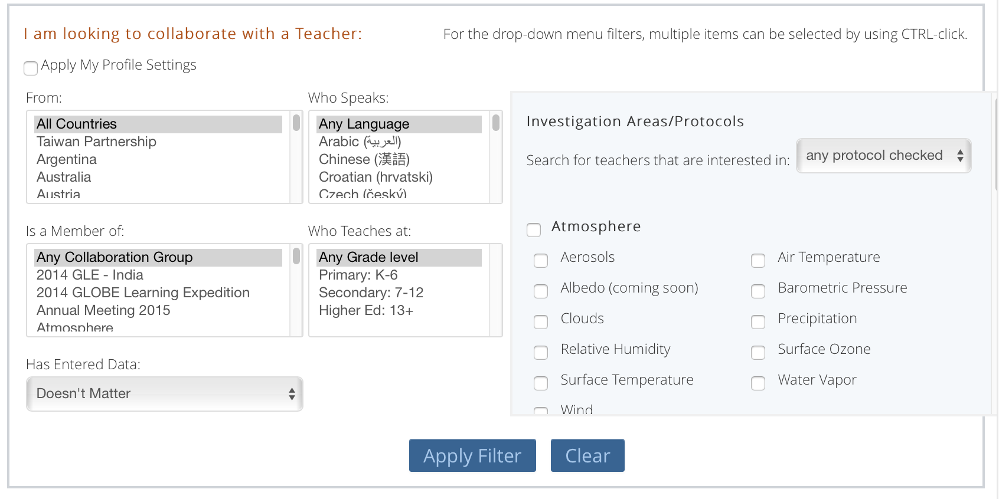 I am looking to collaborate with a Teacher:
For the drop-down menu filters, multiple items can be selected by using CTRL-click.
Apply My Profile Settings
From:
All Countries
Taiwan Partnership
Argentina
Australia
Austria
Who Speaks:
Any Language
Arabic (العربية)
Chinese (漢語)
Croatian (hrvatski)
Czech (český)
Is a Member of:
Any Collaboration Group
2014 GLE - India
2014 GLOBE Learning Expedition
Annual Meeting 2015
Atmosphere
Who Teaches at:
Any Grade level
Primary: K-6
Secondary: 7-12
Higher Ed: 13+
Has Entered Data:
Doesn't Matter
Investigation Areas/Protocols
Search for teachers that are interested in: any protocol checked
Atmosphere
Aerosols
Air Temperature
Albedo (coming soon)
Barometric Pressure
Clouds
Precipitation
Relative Humidity
Surface Ozone
Surface Temperature
Water Vapor
Wind
Apply Filter
Clear